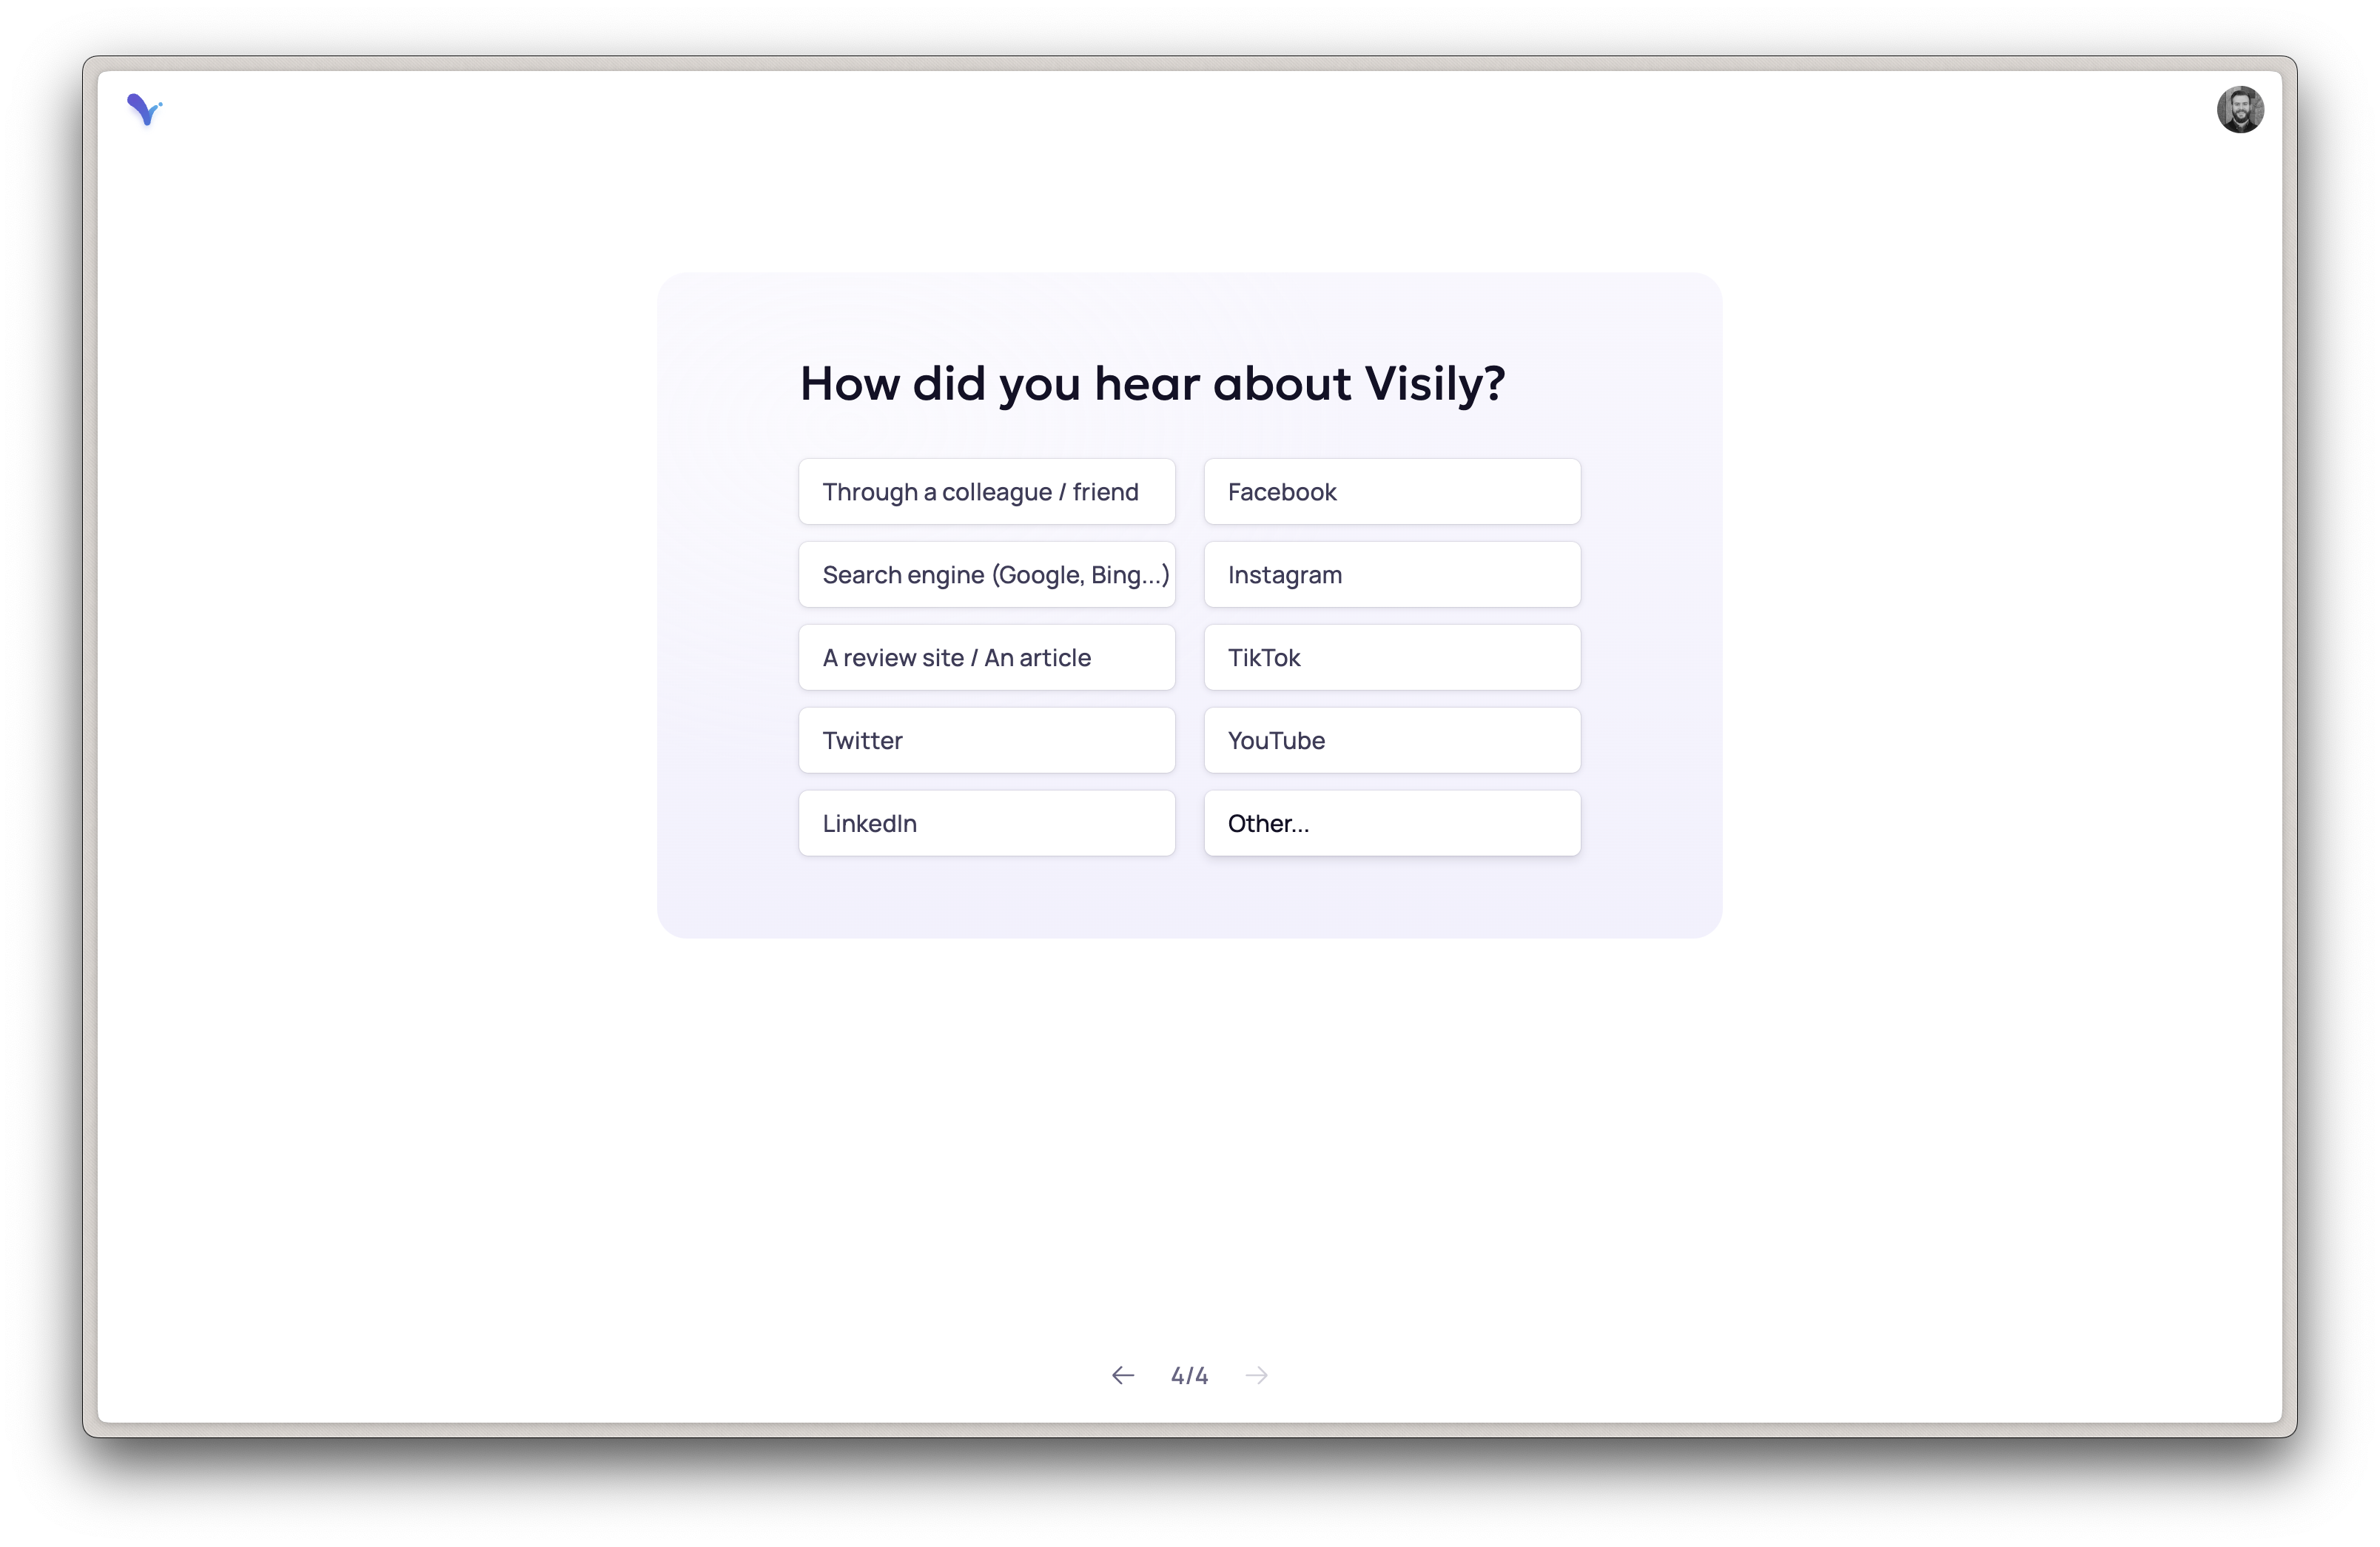 How did you hear about Visily?
Through a colleague / friend
Facebook
Search engine (Google, Bing...)
Instagram
A review site / An article
TikTok
Twitter
YouTube
LinkedIn
Other...
4/4